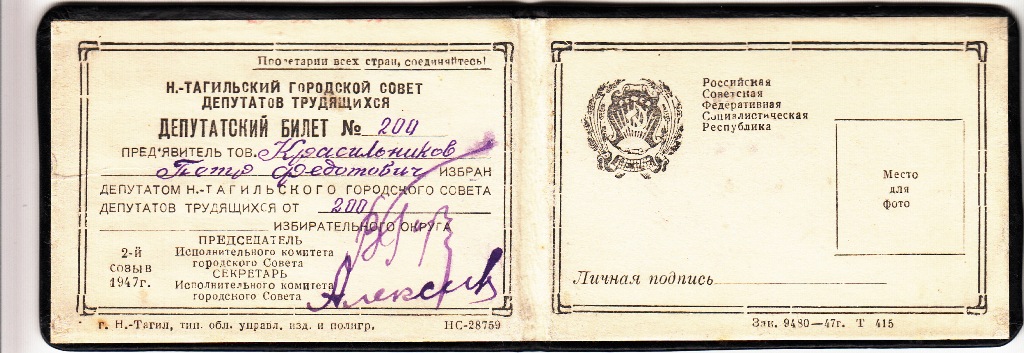 Пролетарии всех стран, соединяйтесь!
Н.-ТАГИЛЬСКИЙ ГОРОДСКОЙ СОВЕТ
ДЕПУТАТОВ ТРУДЯЩИХСЯ
ДЕПУТАТСКИЙ БИЛЕТ № 200
ПРЕД'ЯВИТЕЛЬ ТОВ. Красильников
Петр Федотович ИЗБРАН
ДЕПУТАТОМ Н.-ТАГИЛЬСКОГО ГОРОДСКОГО СОВЕТА
ДЕПУТАТОВ ТРУДЯЩИХСЯ ОТ 200
ИЗБИРАТЕЛЬНОГО ОКРУГА
2-й
созыв
1947г.
ПРЕДСЕДАТЕЛЬ
Исполнительного комитета
городского Совета
СЕКРЕТАРЬ
Исполнительного комитета
городского Совета
г. Н.-Тагил, тип. обл. управл. изд. и полигр. НС-28759
Российская
Советская
Федеративная
Социалистическая
Республика
Место
для
фото
Личная подпись
Зак. 9480—47г. Т 415